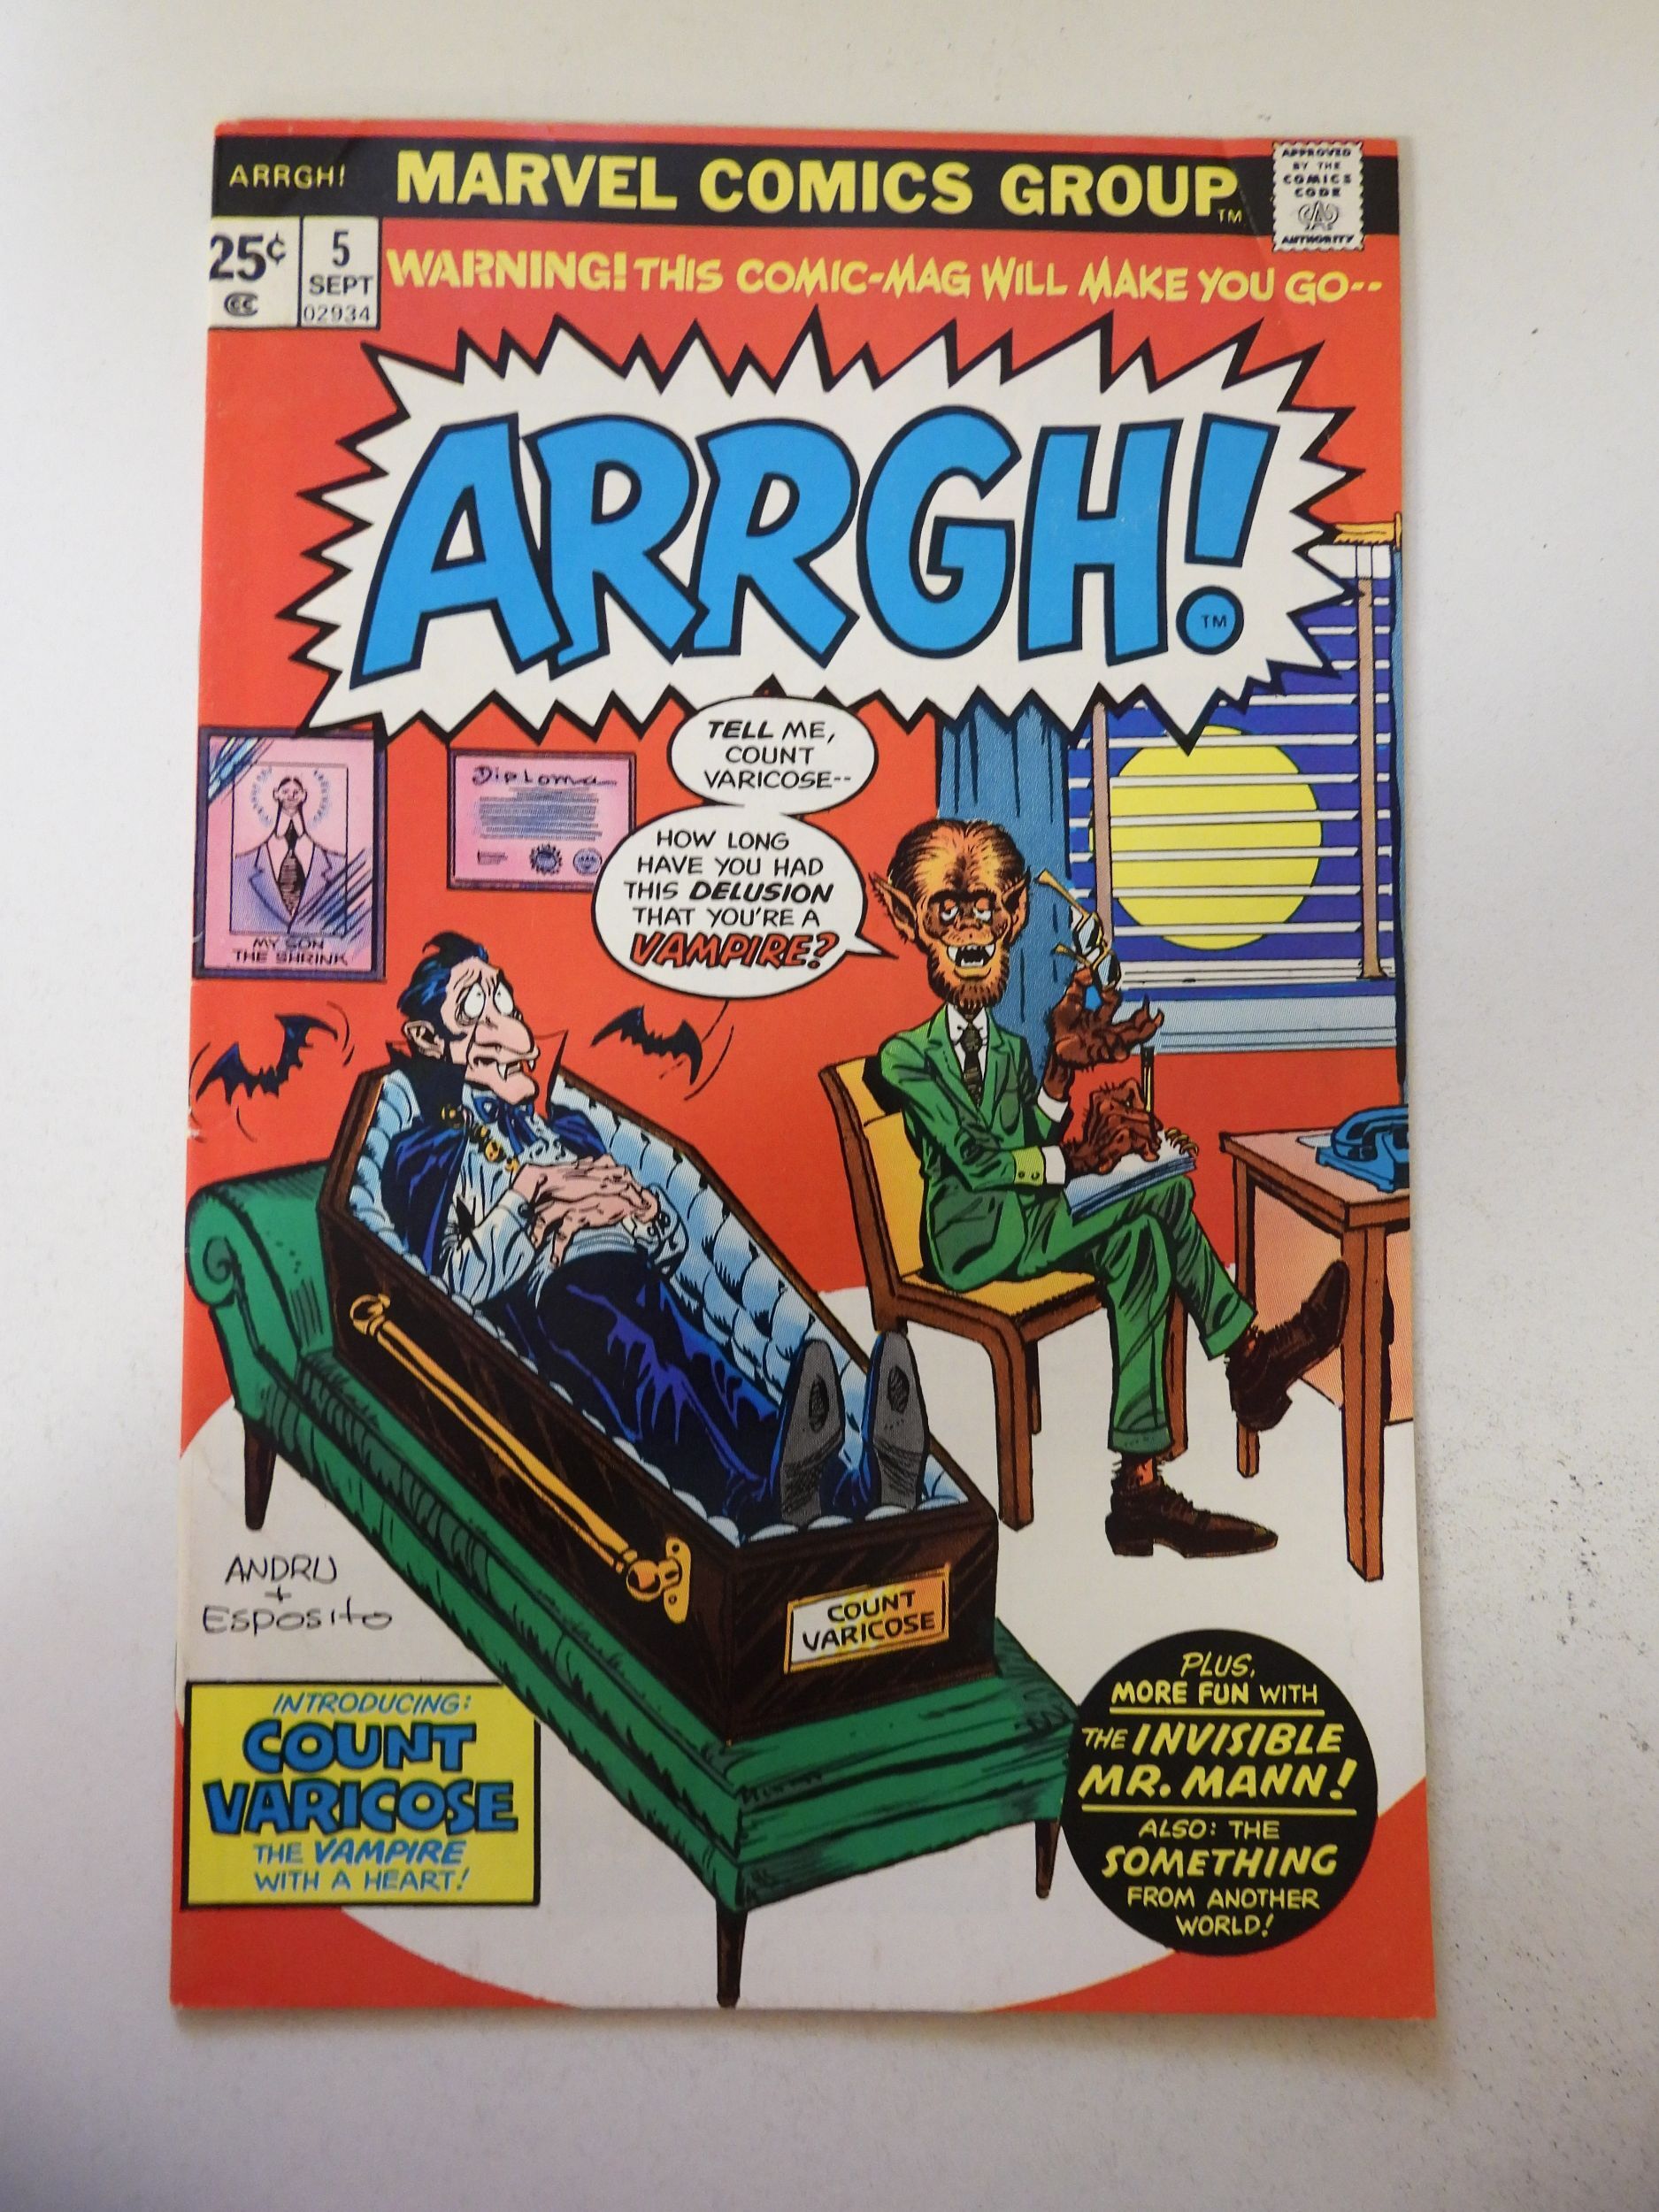 ARRGH!
MARVEL COMICS GROUP
TM
APPROVED
BY THE
COMICS
CODE
AUTHORITY
25¢
CC
5
SEPT
02934
WARNING! THIS COMIC-MAG WILL MAKE YOU GO--
ARRGH!
TM
TELL ME,
COUNT
VARICOSE--
HOW LONG
HAVE YOU HAD
THIS DELUSION
THAT YOU'RE A
VAMPIRE?
Diploma
MY SON
THE SHRINK
ANDRU
+
ESPOSITO
COUNT
VARICOSE
INTRODUCING:
COUNT
VARICOSE
THE VAMPIRE
WITH A HEART!
PLUS,
MORE FUN WITH
THE INVISIBLE
MR. MANN!
ALSO: THE
SOMETHING
FROM ANOTHER
WORLD!